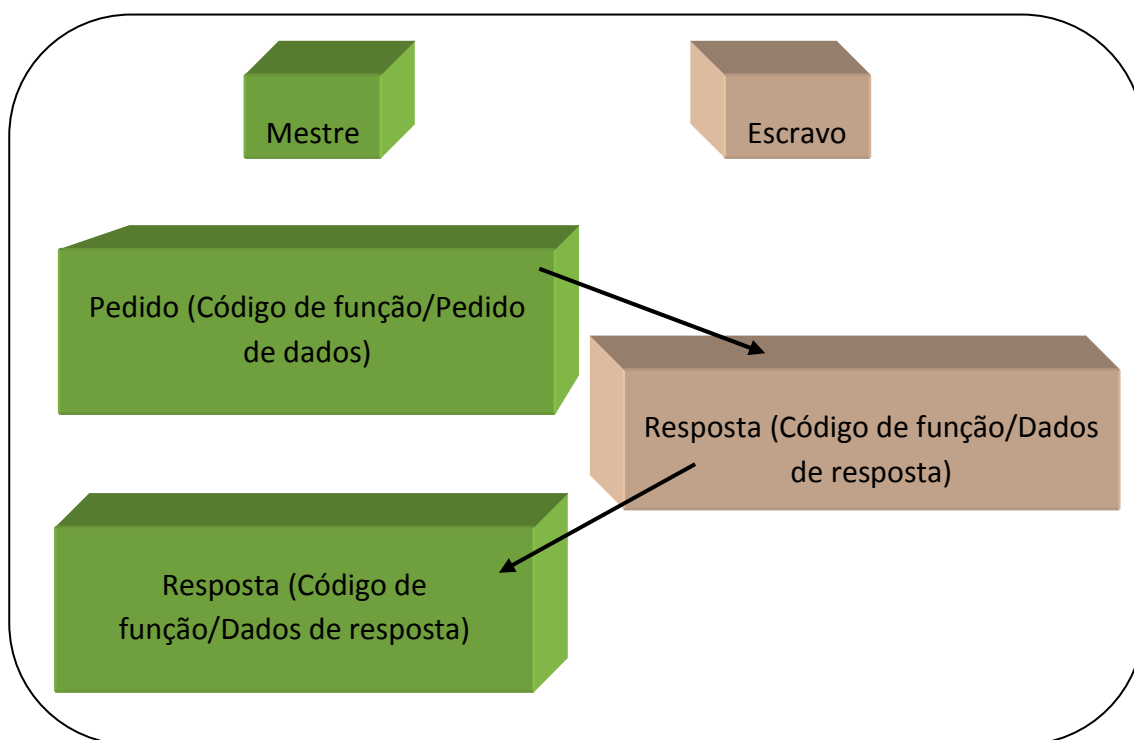 Mestre
Escravo
Pedido (Código de função/Pedido
de dados)
Resposta (Código de função/Dados
de resposta)
Resposta (Código de
função/Dados de resposta)